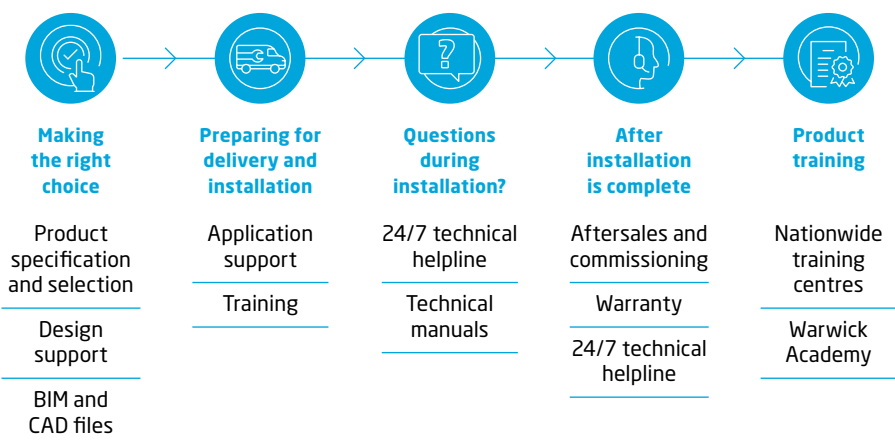 ?
Making
the right
choice
Product
specification
and selection
Design
support
BIM and
CAD files
Preparing for
delivery and
installation
Application
support
Training
Questions
during
installation?
24/7 technical
helpline
Technical
manuals
After
installation
is complete
Aftersales and
commissioning
Warranty
24/7 technical
helpline
Product
training
Nationwide
training
centres
Warwick
Academy